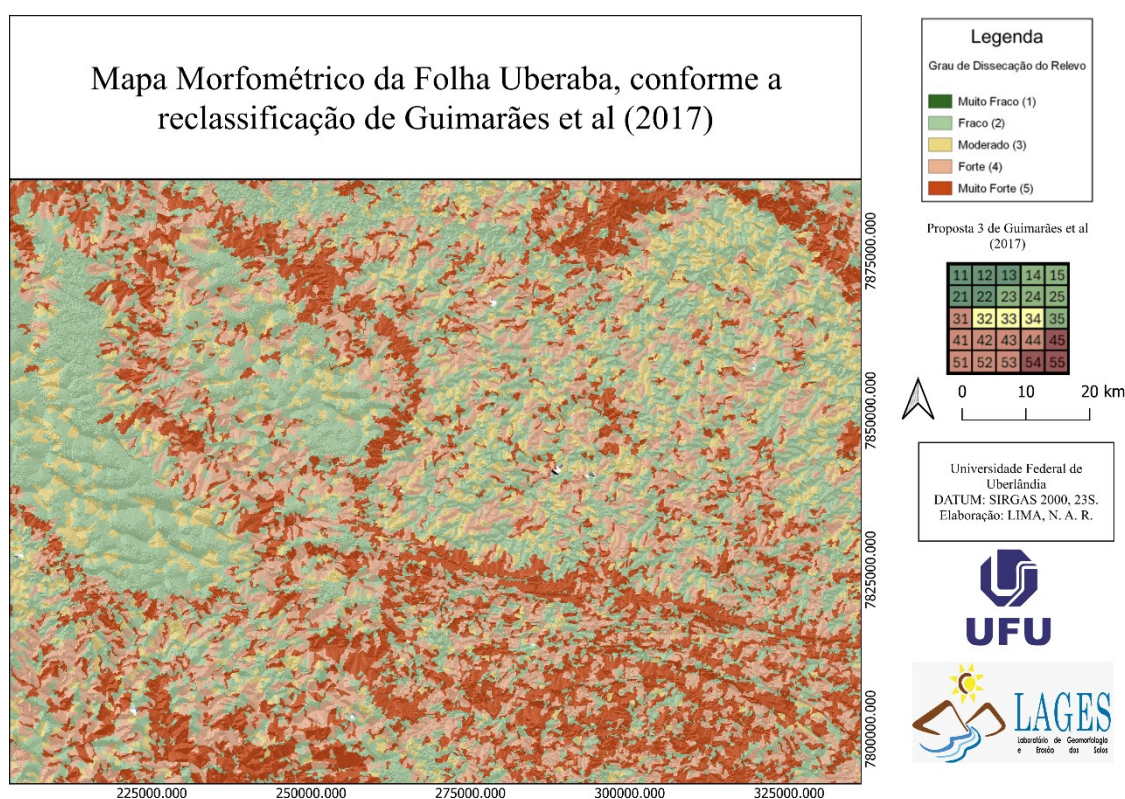 Mapa Morfométrico da Folha Uberaba, conforme a
reclassificação de Guimarães et al (2017)
Legenda
Grau de Dissecação do Relevo
Muito Fraco (1)
Fraco (2)
Moderado (3)
Forte (4)
Muito Forte (5)
Proposta 3 de Guimarães et al
(2017)
11 12 13 14 15
21 22 23 24 25
31 32 33 34 35
41 42 43 44 45
51 52 53 54 55
0 10 20 km
Universidade Federal de
Uberlândia
DATUM: SIRGAS 2000, 23S.
Elaboração: LIMA, N. A. R.
UFU
LAGES
Laboratório de Geomorfologia
e Erosão dos Solos
7875000.000
7850000.000
7825000.000
7800000.000
225000.000 250000.000 275000.000 300000.000 325000.000